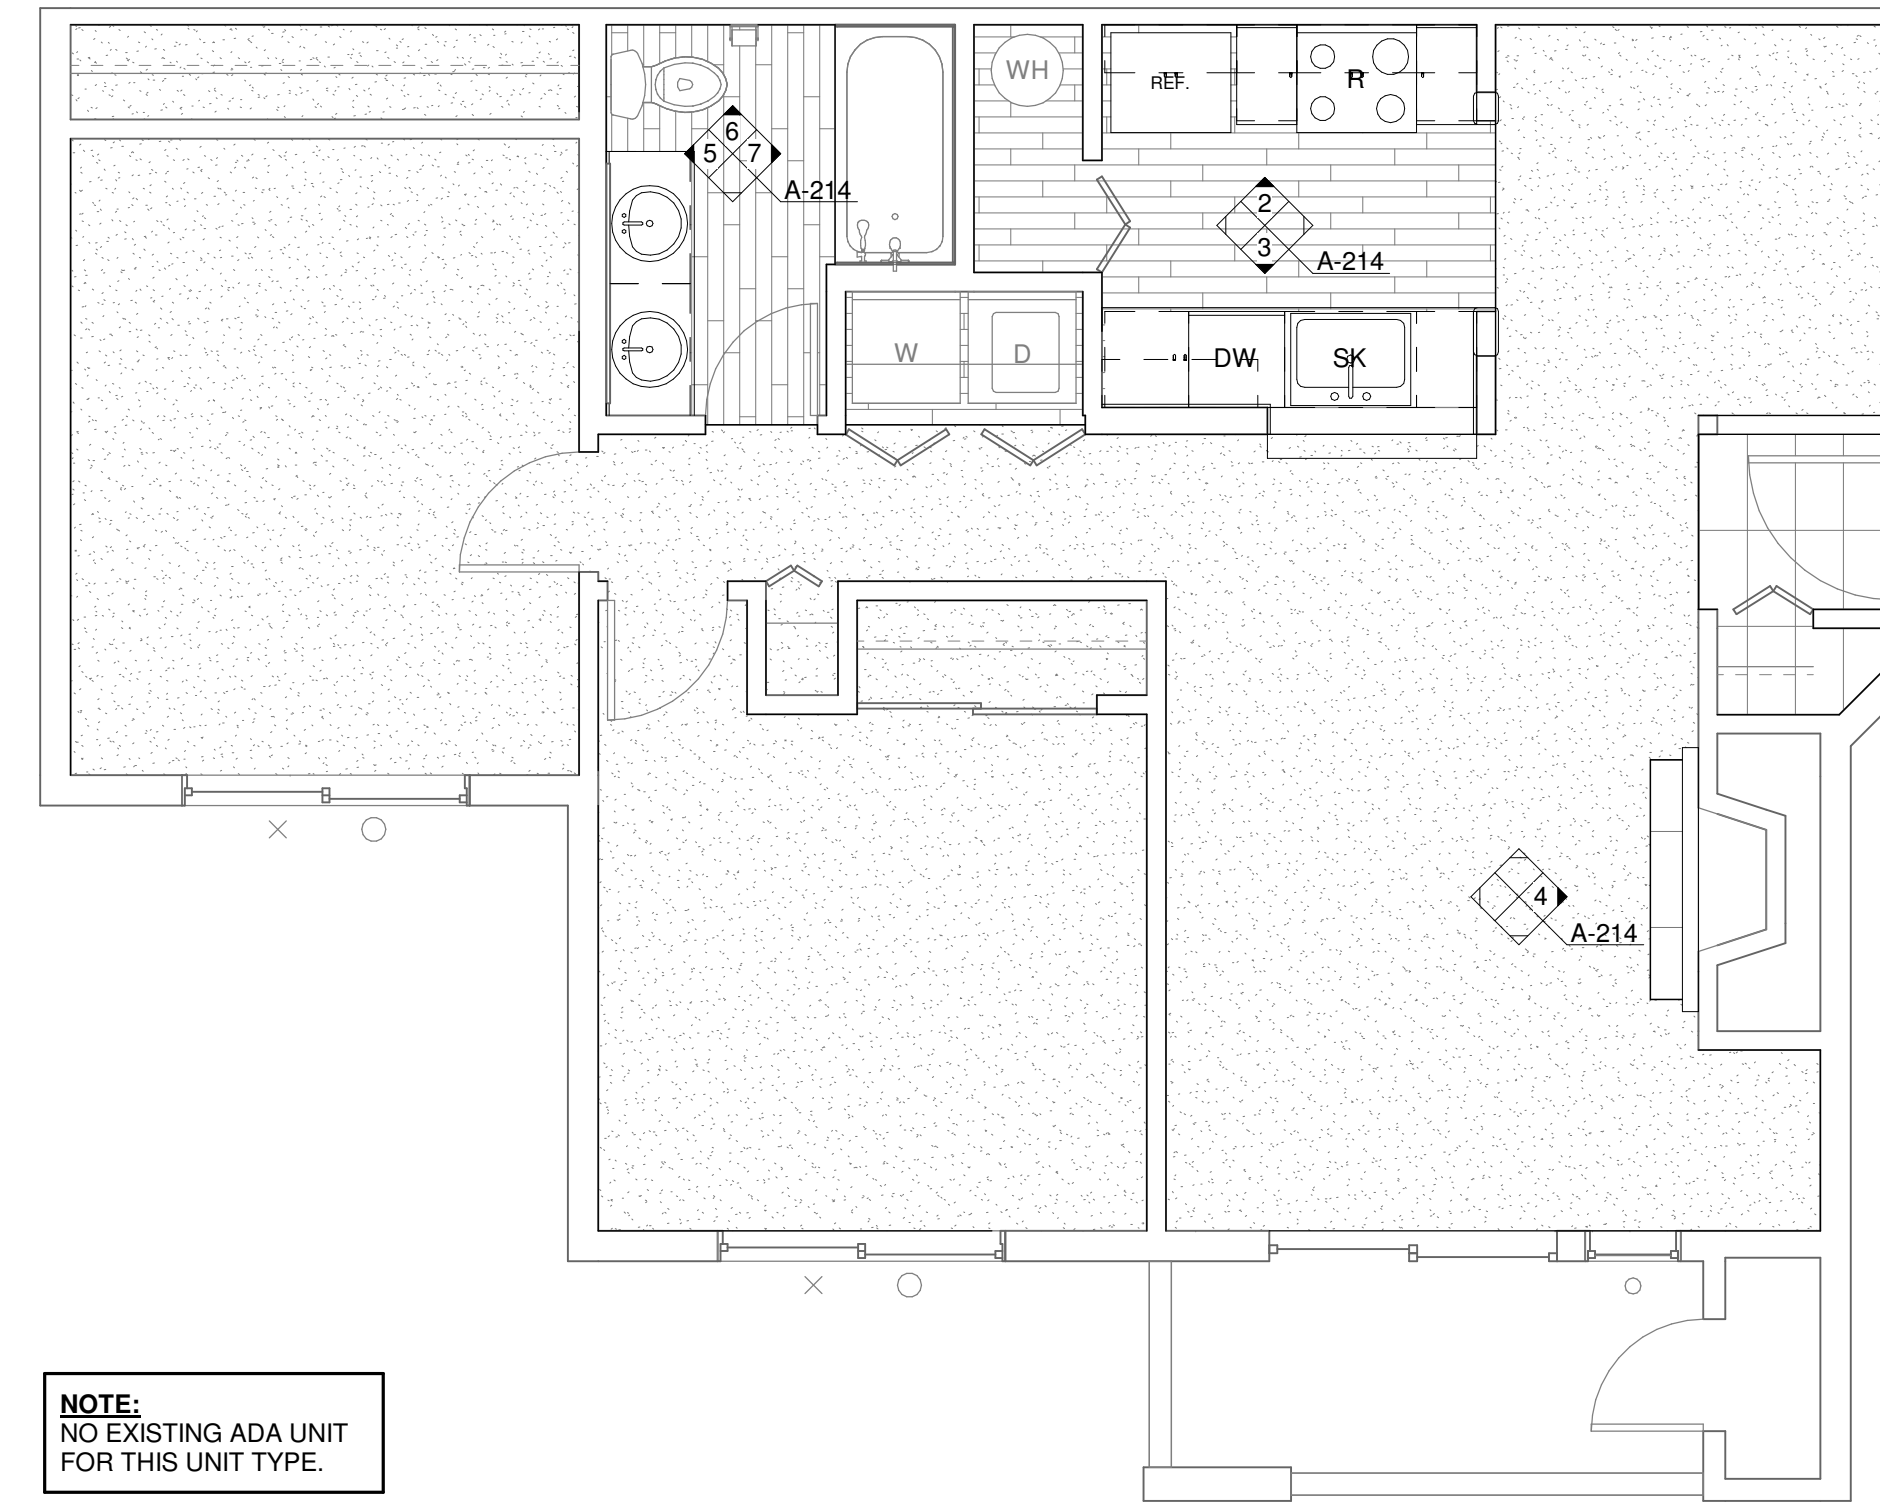 WH
REF.
R
6
5
7
A-214
2
3
A-214
W
D
DW
SK
4
A-214
NOTE:
NO EXISTING ADA UNIT
FOR THIS UNIT TYPE.